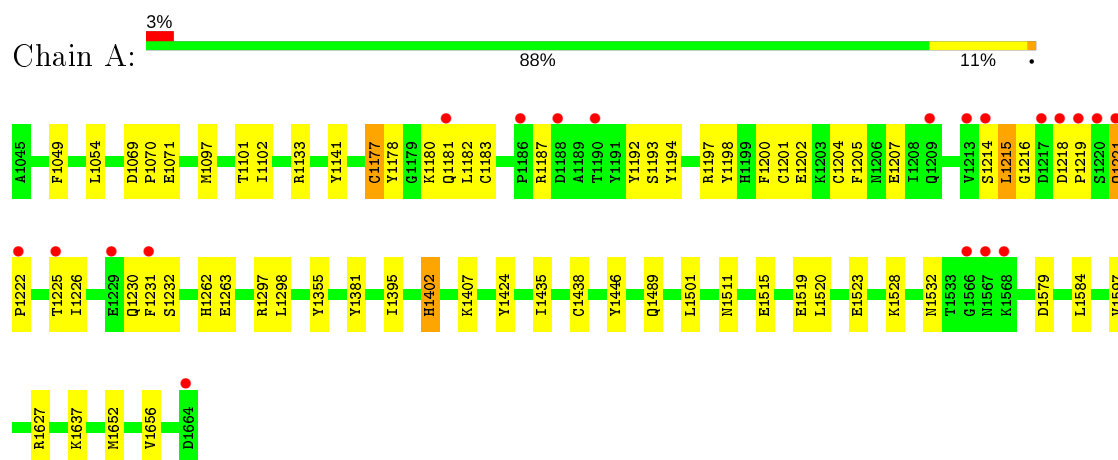 3%
Chain A:
88% 11% •
A1045 F1049 L1054 D1069 P1070 E1071 M1097 T1101 I1102 R1133 Y1141 C1177 Y1178 G1179 K1180 Q1181 L1182 C1183 P1186 R1187 D1188 A1189 T1190 Y1191 Y1192 S1193 Y1194 R1197 Y1198 H1199 F1200 C1201 E1202 K1203 C1204 F1205 N1206 E1207 I1208 Q1209 V1213 S1214 L1215 G1216 D1217 D1218 P1219 S1220 Q1221
P1222 T1225 I1226 E1229 Q1230 F1231 S1232 H1262 E1263 R1297 L1298 Y1355 Y1381 I1395 H1402 K1407 Y1424 I1435 C1438 Y1446 Q1489 L1501 N1511 E1515 E1519 L1520 E1523 K1528 N1532 T1533 G1566 N1567 K1568 D1579 L1584 V1597
R1627 K1637 M1652 V1656 D1664